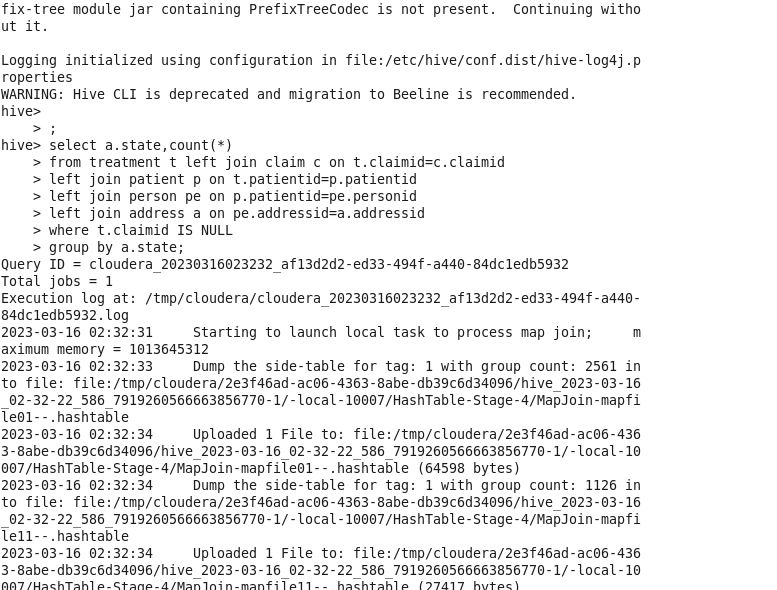 fix-tree module jar containing PrefixTreeCodec is not present.  Continuing witho
ut it.

Logging initialized using configuration in file:/etc/hive/conf.dist/hive-log4j.p
roperties
WARNING: Hive CLI is deprecated and migration to Beeline is recommended.
hive>
    > ;
hive> select a.state,count(*)
    > from treatment t left join claim c on t.claimid=c.claimid
    > left join patient p on t.patientid=p.patientid
    > left join person pe on p.patientid=pe.personid
    > left join address a on pe.addressid=a.addressid
    > where t.claimid IS NULL
    > group by a.state;
Query ID = cloudera_20230316023232_af13d2d2-ed33-494f-a440-84dc1edb5932
Total jobs = 1
Execution log at: /tmp/cloudera/cloudera_20230316023232_af13d2d2-ed33-494f-a440-
84dc1edb5932.log
2023-03-16 02:32:31     Starting to launch local task to process map join;     m
aximum memory = 1013645312
2023-03-16 02:32:33     Dump the side-table for tag: 1 with group count: 2561 in
to file: file:/tmp/cloudera/2e3f46ad-ac06-4363-8abe-db39c6d34096/hive_2023-03-16
_02-32-22_586_7919260566663856770-1/-local-10007/HashTable-Stage-4/MapJoin-mapfi
le01--.hashtable
2023-03-16 02:32:34     Uploaded 1 File to: file:/tmp/cloudera/2e3f46ad-ac06-436
3-8abe-db39c6d34096/hive_2023-03-16_02-32-22_586_7919260566663856770-1/-local-10
007/HashTable-Stage-4/MapJoin-mapfile01--.hashtable (64598 bytes)
2023-03-16 02:32:34     Dump the side-table for tag: 1 with group count: 1126 in
to file: file:/tmp/cloudera/2e3f46ad-ac06-4363-8abe-db39c6d34096/hive_2023-03-16
_02-32-22_586_7919260566663856770-1/-local-10007/HashTable-Stage-4/MapJoin-mapfi
le11--.hashtable
2023-03-16 02:32:34     Uploaded 1 File to: file:/tmp/cloudera/2e3f46ad-ac06-436
3-8abe-db39c6d34096/hive_2023-03-16_02-32-22_586_7919260566663856770-1/-local-10
007/HashTable-Stage-4/MapJoin-mapfile11--.hashtable (27417 bytes)